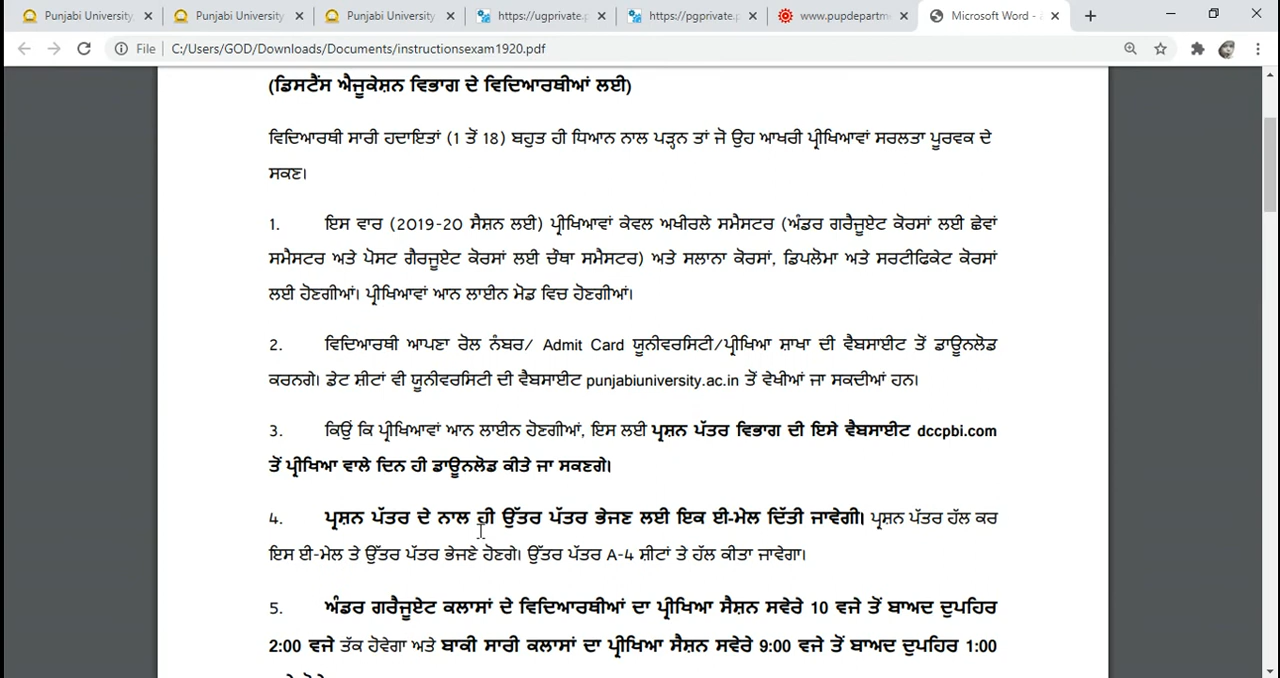 Punjabi University,
Punjabi University
Punjabi University
https://ugprivate.p
https://pgprivate.p
www.pupdepartm
Microsoft Word -
File
C:/Users/GOD/Downloads/Documents/instructionsexam1920.pdf
(ਡਿਸਟੈਂਸ ਐਜੂਕੇਸ਼ਨ ਵਿਭਾਗ ਦੇ ਵਿਦਿਆਰਥੀਆਂ ਲਈ)
ਵਿਦਿਆਰਥੀ ਸਾਰੀ ਹਦਾਇਤਾਂ (1 ਤੋਂ 18) ਬਹੁਤ ਹੀ ਧਿਆਨ ਨਾਲ ਪੜ੍ਹਨ ਤਾਂ ਜੋ ਉਹ ਆਖਰੀ ਪ੍ਰੀਖਿਆਵਾਂ ਸਰਲਤਾ ਪੂਰਵਕ ਦੇ
ਸਕਣ।
1. ਇਸ ਵਾਰ (2019-20 ਸੈਸ਼ਨ ਲਈ) ਪ੍ਰੀਖਿਆਵਾਂ ਕੇਵਲ ਅਖੀਰਲੇ ਸਮੈਸਟਰ (ਅੰਡਰ ਗਰੈਜੂਏਟ ਕੋਰਸਾਂ ਲਈ ਛੇਵਾਂ
ਸਮੈਸਟਰ ਅਤੇ ਪੋਸਟ ਗੈਰਜੂਏਟ ਕੋਰਸਾਂ ਲਈ ਚੌਥਾ ਸਮੈਸਟਰ) ਅਤੇ ਸਲਾਨਾ ਕੋਰਸਾਂ, ਡਿਪਲੋਮਾ ਅਤੇ ਸਰਟੀਫਿਕੇਟ ਕੋਰਸਾਂ
ਲਈ ਹੋਣਗੀਆਂ। ਪ੍ਰੀਖਿਆਵਾਂ ਆਨ ਲਾਈਨ ਮੋਡ ਵਿਚ ਹੋਣਗੀਆਂ।
2. ਵਿਦਿਆਰਥੀ ਆਪਣਾ ਰੋਲ ਨੰਬਰ/ Admit Card ਯੂਨੀਵਰਸਿਟੀ/ਪ੍ਰੀਖਿਆ ਸ਼ਾਖਾ ਦੀ ਵੈਬਸਾਈਟ ਤੋਂ ਡਾਊਨਲੋਡ
ਕਰਨਗੇ। ਡੇਟ ਸ਼ੀਟਾਂ ਵੀ ਯੂਨੀਵਰਸਿਟੀ ਦੀ ਵੈਬਸਾਈਟ punjabiuniversity.ac.in ਤੋਂ ਵੇਖੀਆਂ ਜਾ ਸਕਦੀਆਂ ਹਨ।
3. ਕਿਉਂ ਕਿ ਪ੍ਰੀਖਿਆਵਾਂ ਆਨ ਲਾਈਨ ਹੋਣਗੀਆਂ, ਇਸ ਲਈ ਪ੍ਰਸ਼ਨ ਪੱਤਰ ਵਿਭਾਗ ਦੀ ਇਸੇ ਵੈਬਸਾਈਟ dccpbi.com
ਤੋਂ ਪ੍ਰੀਖਿਆ ਵਾਲੇ ਦਿਨ ਹੀ ਡਾਊਨਲੋਡ ਕੀਤੇ ਜਾ ਸਕਣਗੇ।
4. ਪ੍ਰਸ਼ਨ ਪੱਤਰ ਦੇ ਨਾਲ ਹੀ ਉੱਤਰ ਪੱਤਰ ਭੇਜਣ ਲਈ ਇਕ ਈ-ਮੇਲ ਦਿੱਤੀ ਜਾਵੇਗੀ। ਪ੍ਰਸ਼ਨ ਪੱਤਰ ਹੱਲ ਕਰ
ਇਸ ਈ-ਮੇਲ ਤੇ ਉੱਤਰ ਪੱਤਰ ਭੇਜਣੇ ਹੋਣਗੇ। ਉੱਤਰ ਪੱਤਰ A-4 ਸ਼ੀਟਾਂ ਤੇ ਹੱਲ ਕੀਤਾ ਜਾਵੇਗਾ।
5. ਅੰਡਰ ਗਰੈਜੂਏਟ ਕਲਾਸਾਂ ਦੇ ਵਿਦਿਆਰਥੀਆਂ ਦਾ ਪ੍ਰੀਖਿਆ ਸੈਸ਼ਨ ਸਵੇਰੇ 10 ਵਜੇ ਤੋਂ ਬਾਅਦ ਦੁਪਹਿਰ
2:00 ਵਜੇ ਤੱਕ ਹੋਵੇਗਾ ਅਤੇ ਬਾਕੀ ਸਾਰੀ ਕਲਾਸਾਂ ਦਾ ਪ੍ਰੀਖਿਆ ਸੈਸ਼ਨ ਸਵੇਰੇ 9:00 ਵਜੇ ਤੋਂ ਬਾਅਦ ਦੁਪਹਿਰ 1:00